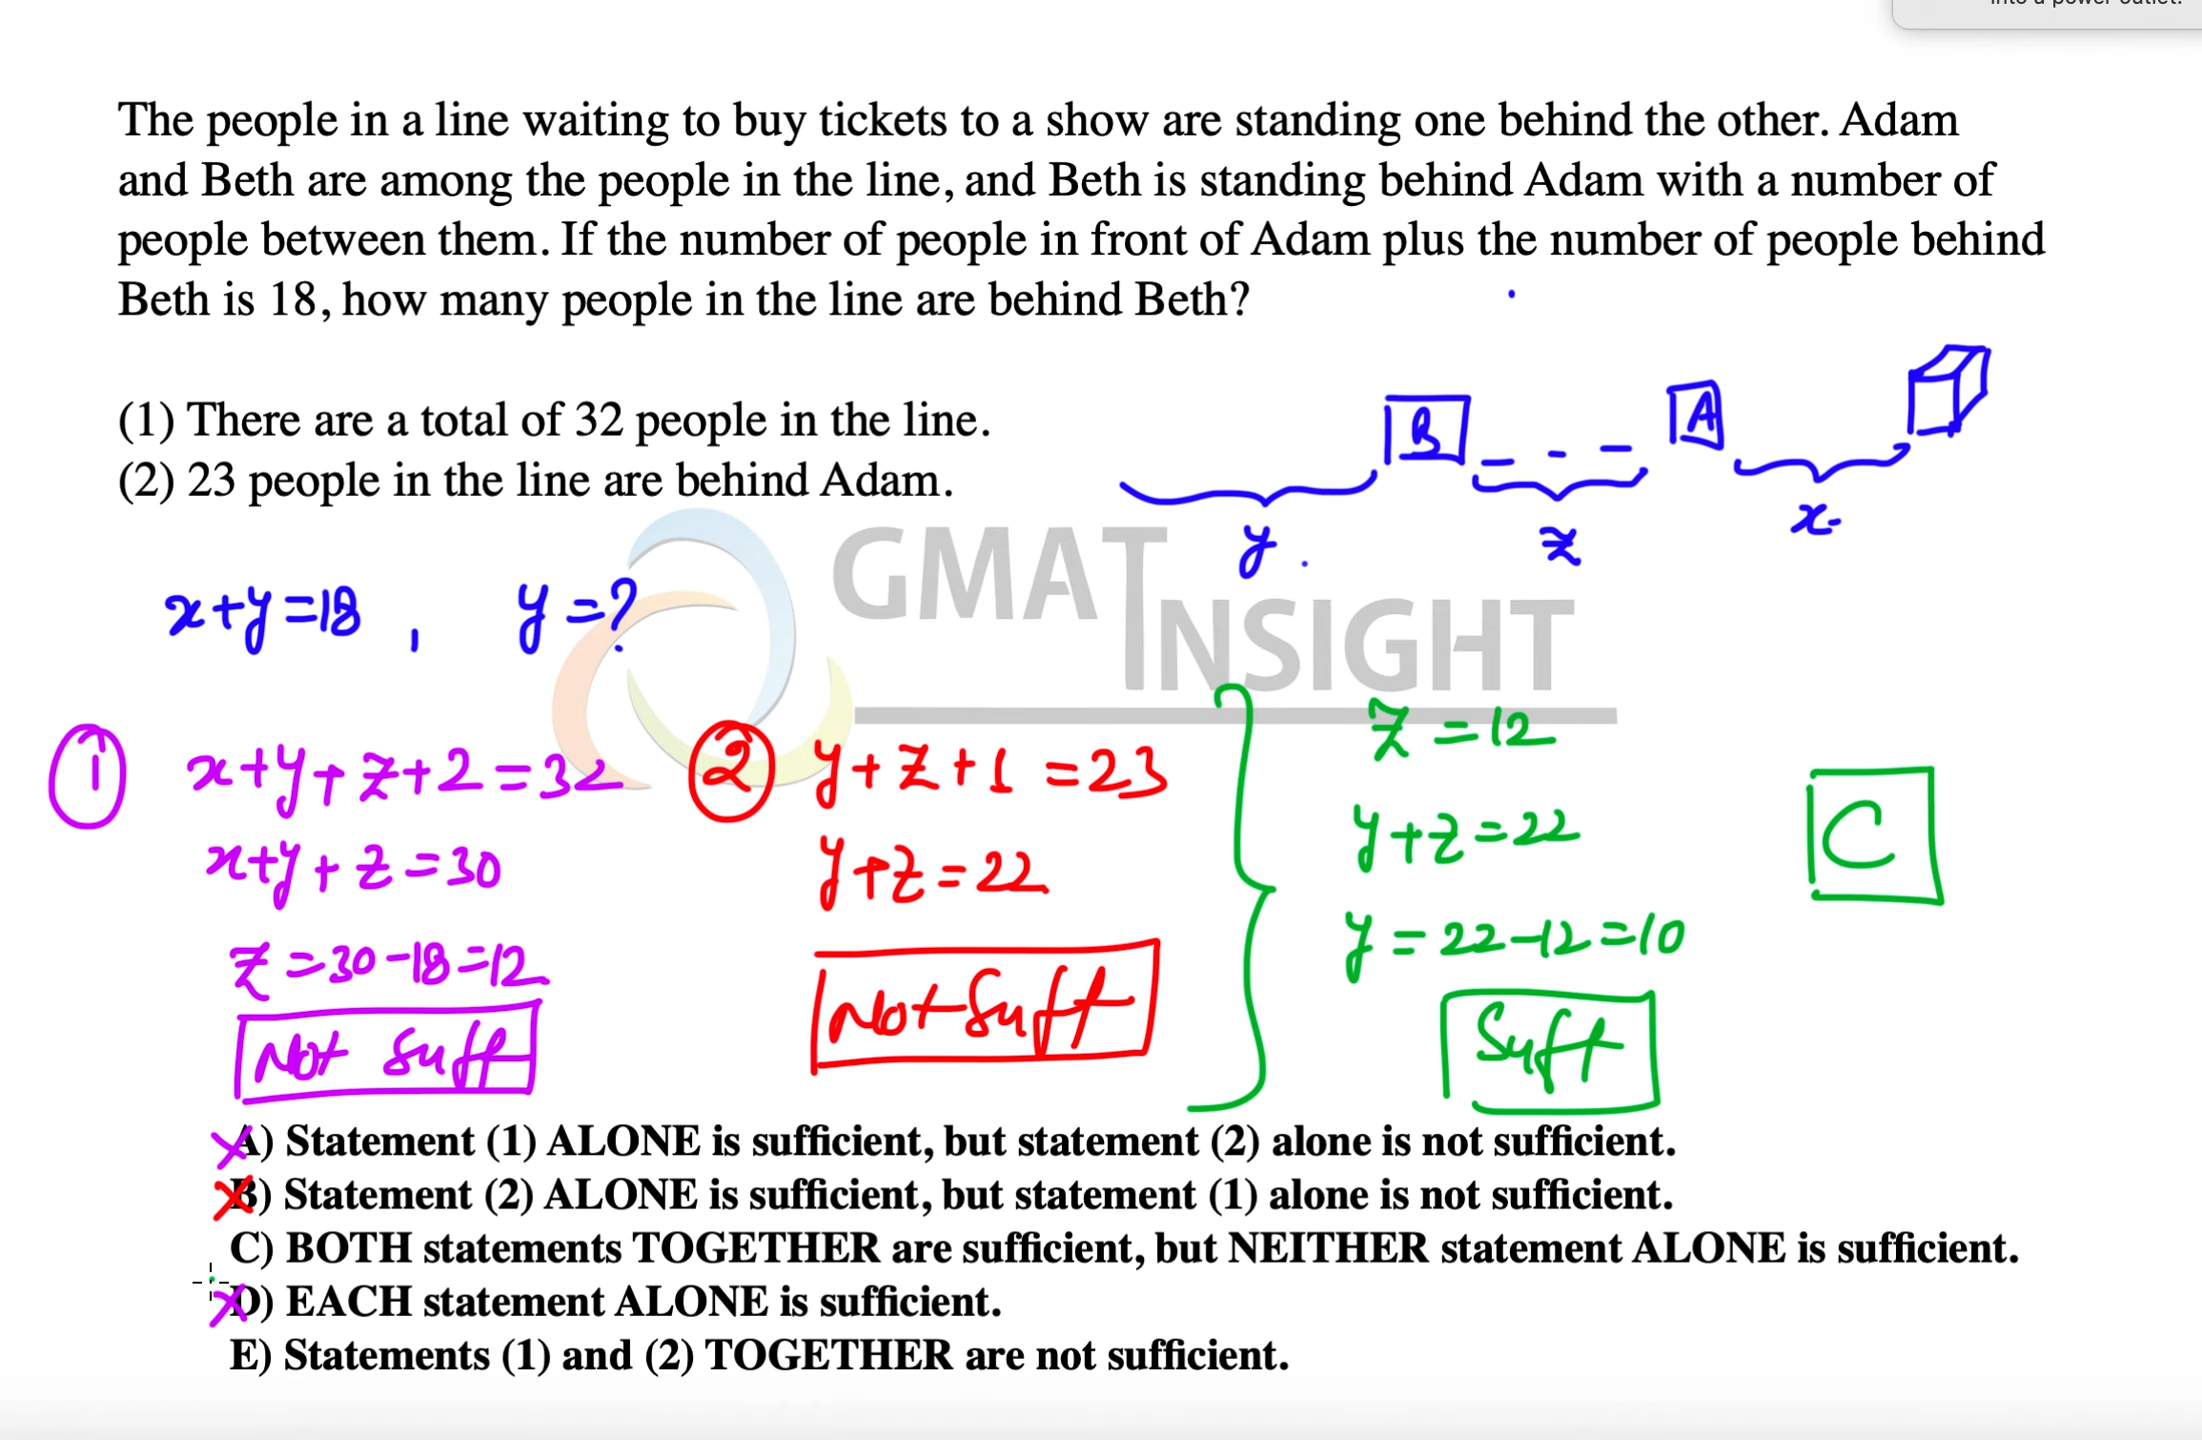 into a power outlet.
The people in a line waiting to buy tickets to a show are standing one behind the other. Adam
and Beth are among the people in the line, and Beth is standing behind Adam with a number of
people between them. If the number of people in front of Adam plus the number of people behind
Beth is 18, how many people in the line are behind Beth?
(1) There are a total of 32 people in the line.
(2) 23 people in the line are behind Adam.
B A
y z x
GMAT INSIGHT
x+y=18 , y=?
1 x+y+z+2=32
x+y+z=30
z=30-18=12
Not Suff
2 y+z+1=23
y+z=22
Not Suff
z=12
y+z=22
y=22-12=10
Suff
C
A) Statement (1) ALONE is sufficient, but statement (2) alone is not sufficient.
B) Statement (2) ALONE is sufficient, but statement (1) alone is not sufficient.
C) BOTH statements TOGETHER are sufficient, but NEITHER statement ALONE is sufficient.
D) EACH statement ALONE is sufficient.
E) Statements (1) and (2) TOGETHER are not sufficient.